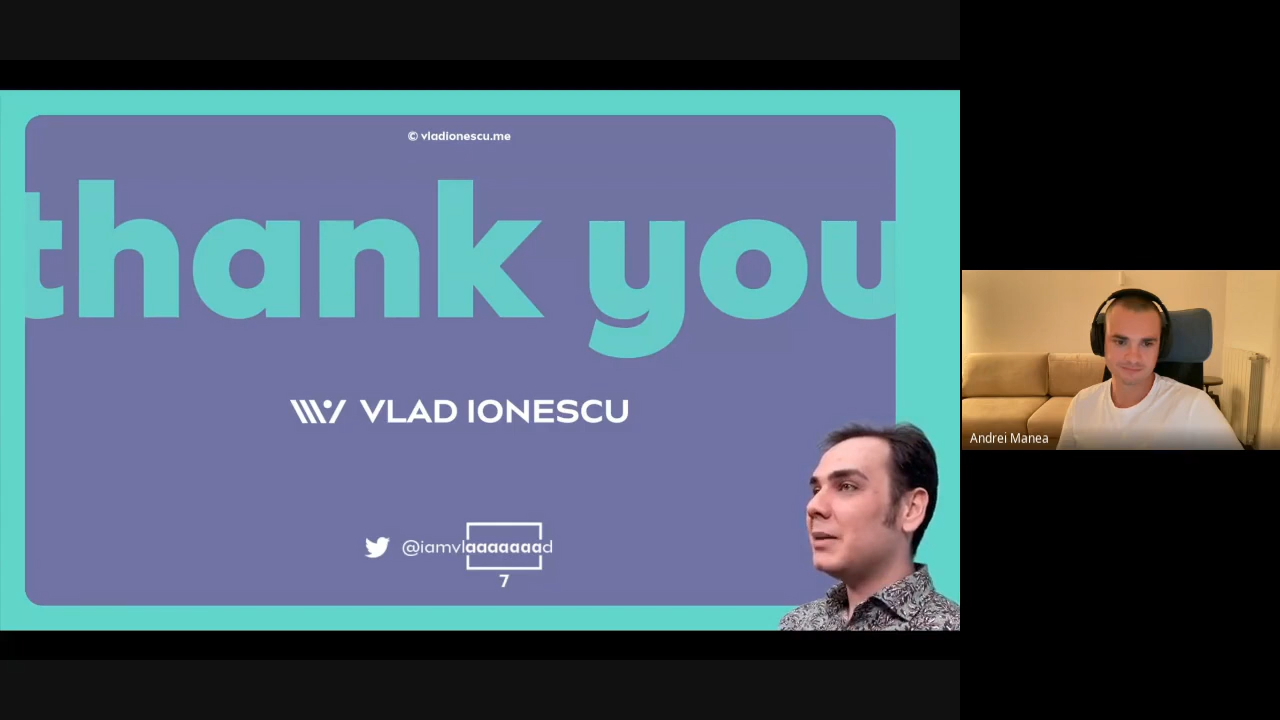 © vladionescu.me
thank you
VLAD IONESCU
@iamvlaaaaaaad
7
Andrei Manea